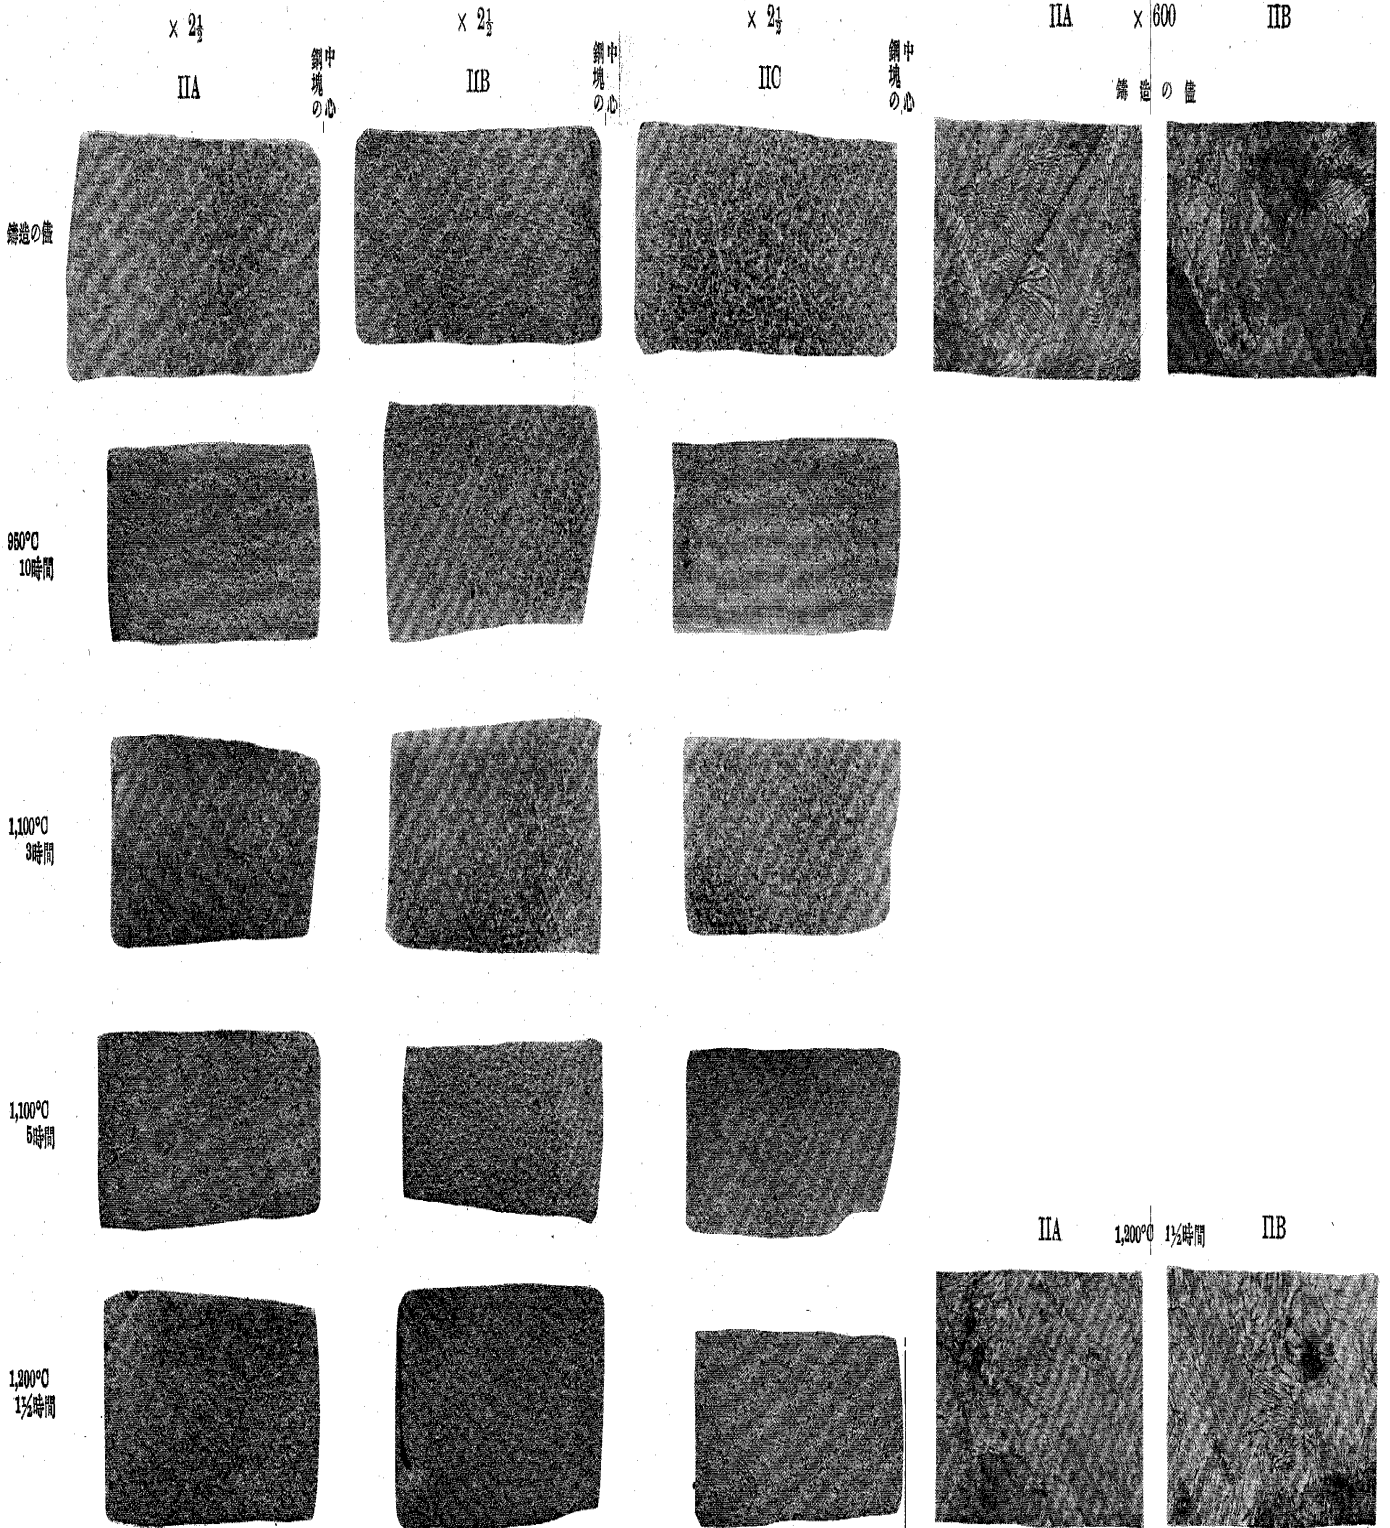 × 2½
× 2½
× 2½
IIA × 600 IIB
IIA
鋼塊の中心
IIB
鋼塊の中心
IIC
鋼塊の中心
鑄造の儘
鑄造の儘
950°C
10時間
1,100°C
3時間
1,100°C
5時間
IIA 1,200°C 1½時間 IIB
1,200°C
1½時間